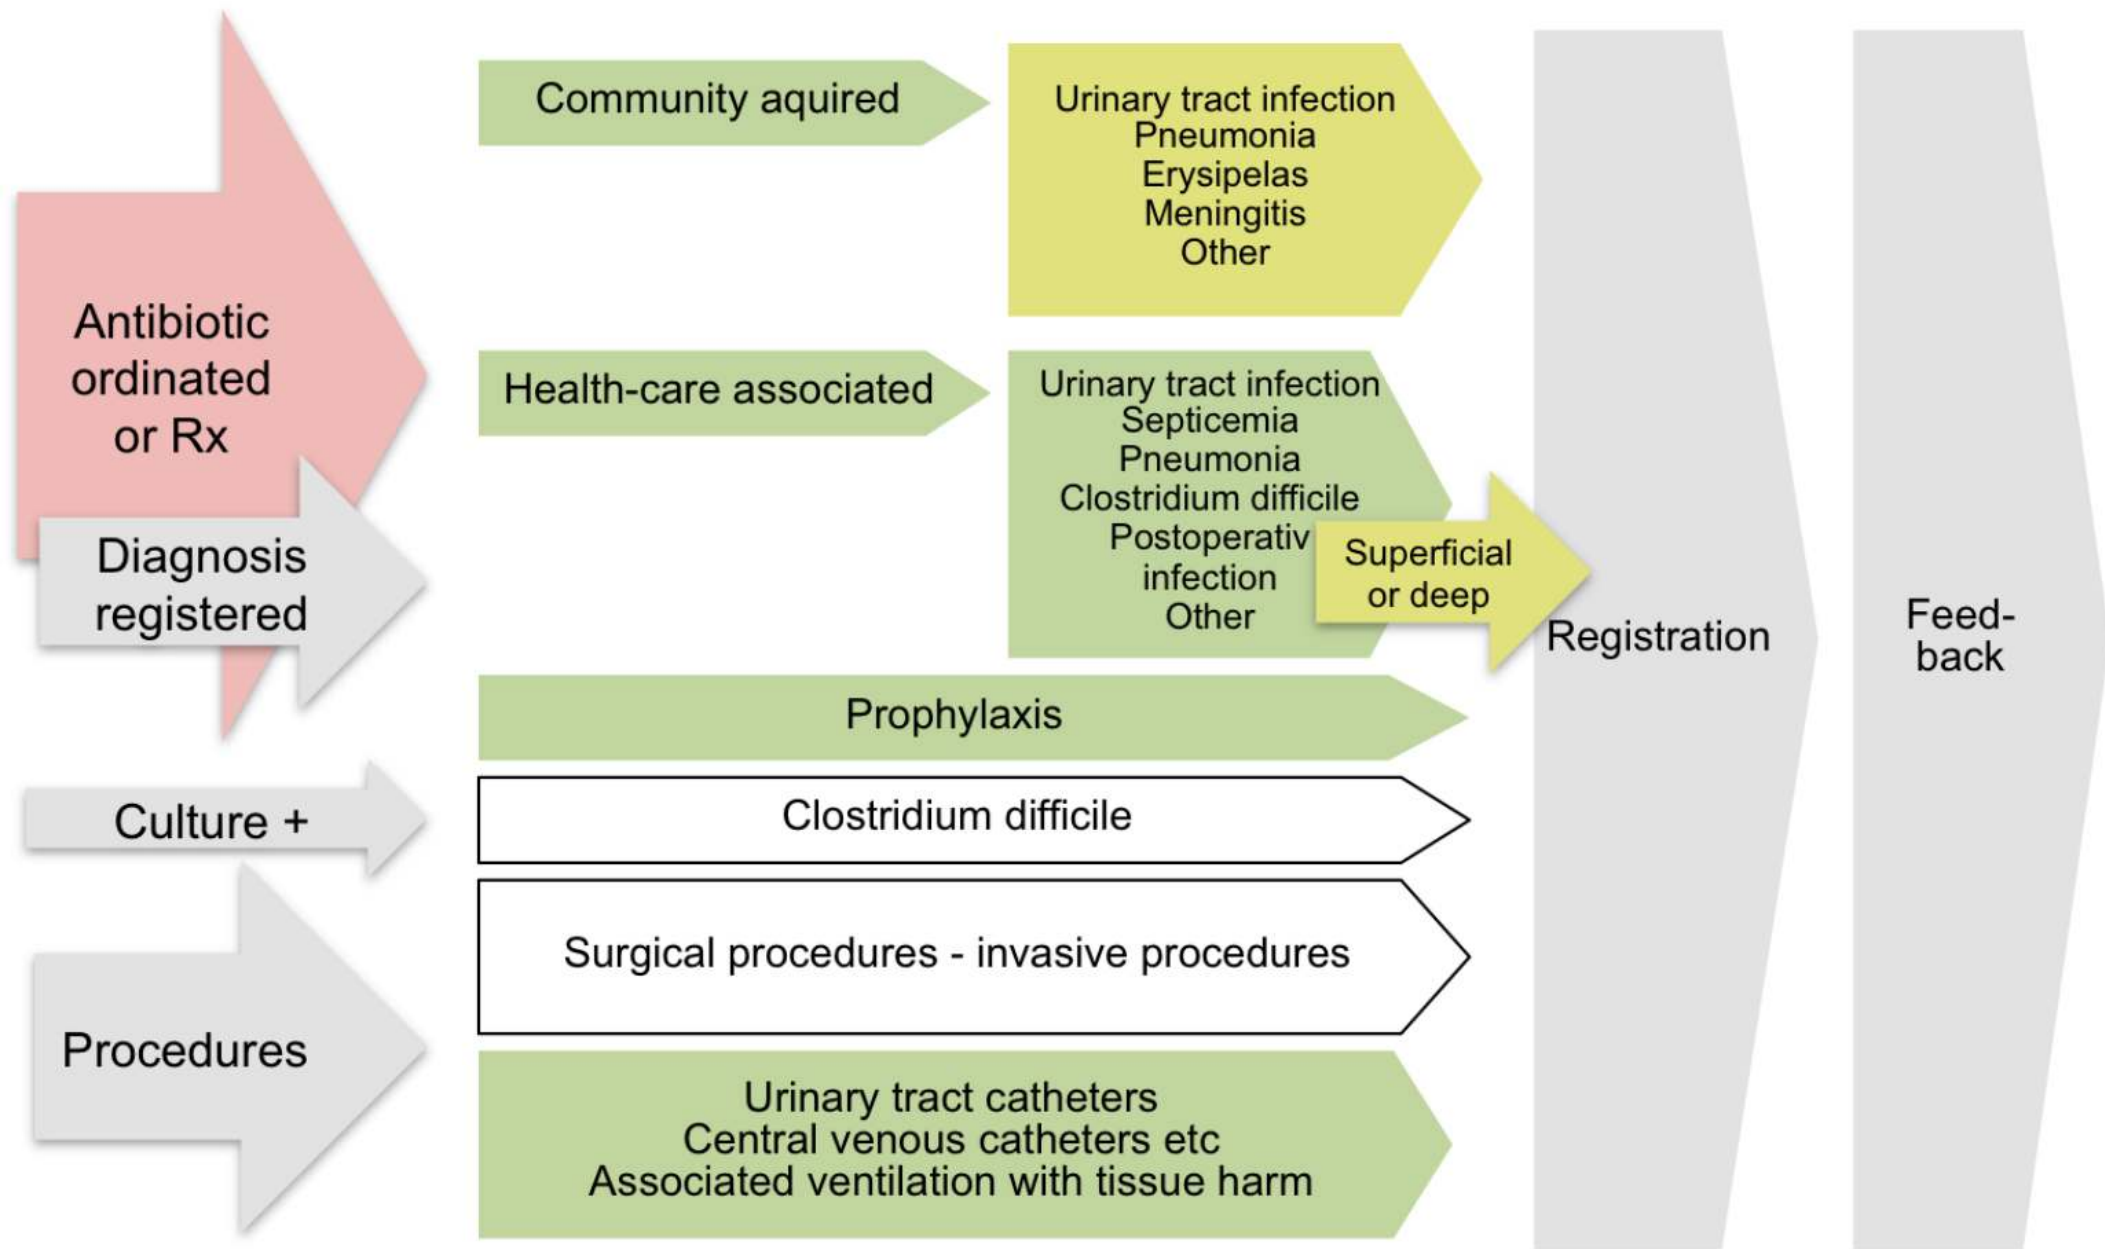 Antibiotic
ordinated
or Rx
Diagnosis
registered
Culture +
Procedures
Community aquired
Urinary tract infection
Pneumonia
Erysipelas
Meningitis
Other
Health-care associated
Urinary tract infection
Septicemia
Pneumonia
Clostridium difficile
Postoperativ
infection
Other
Superficial
or deep
Prophylaxis
Clostridium difficile
Surgical procedures - invasive procedures
Urinary tract catheters
Central venous catheters etc
Associated ventilation with tissue harm
Registration
Feed-
back